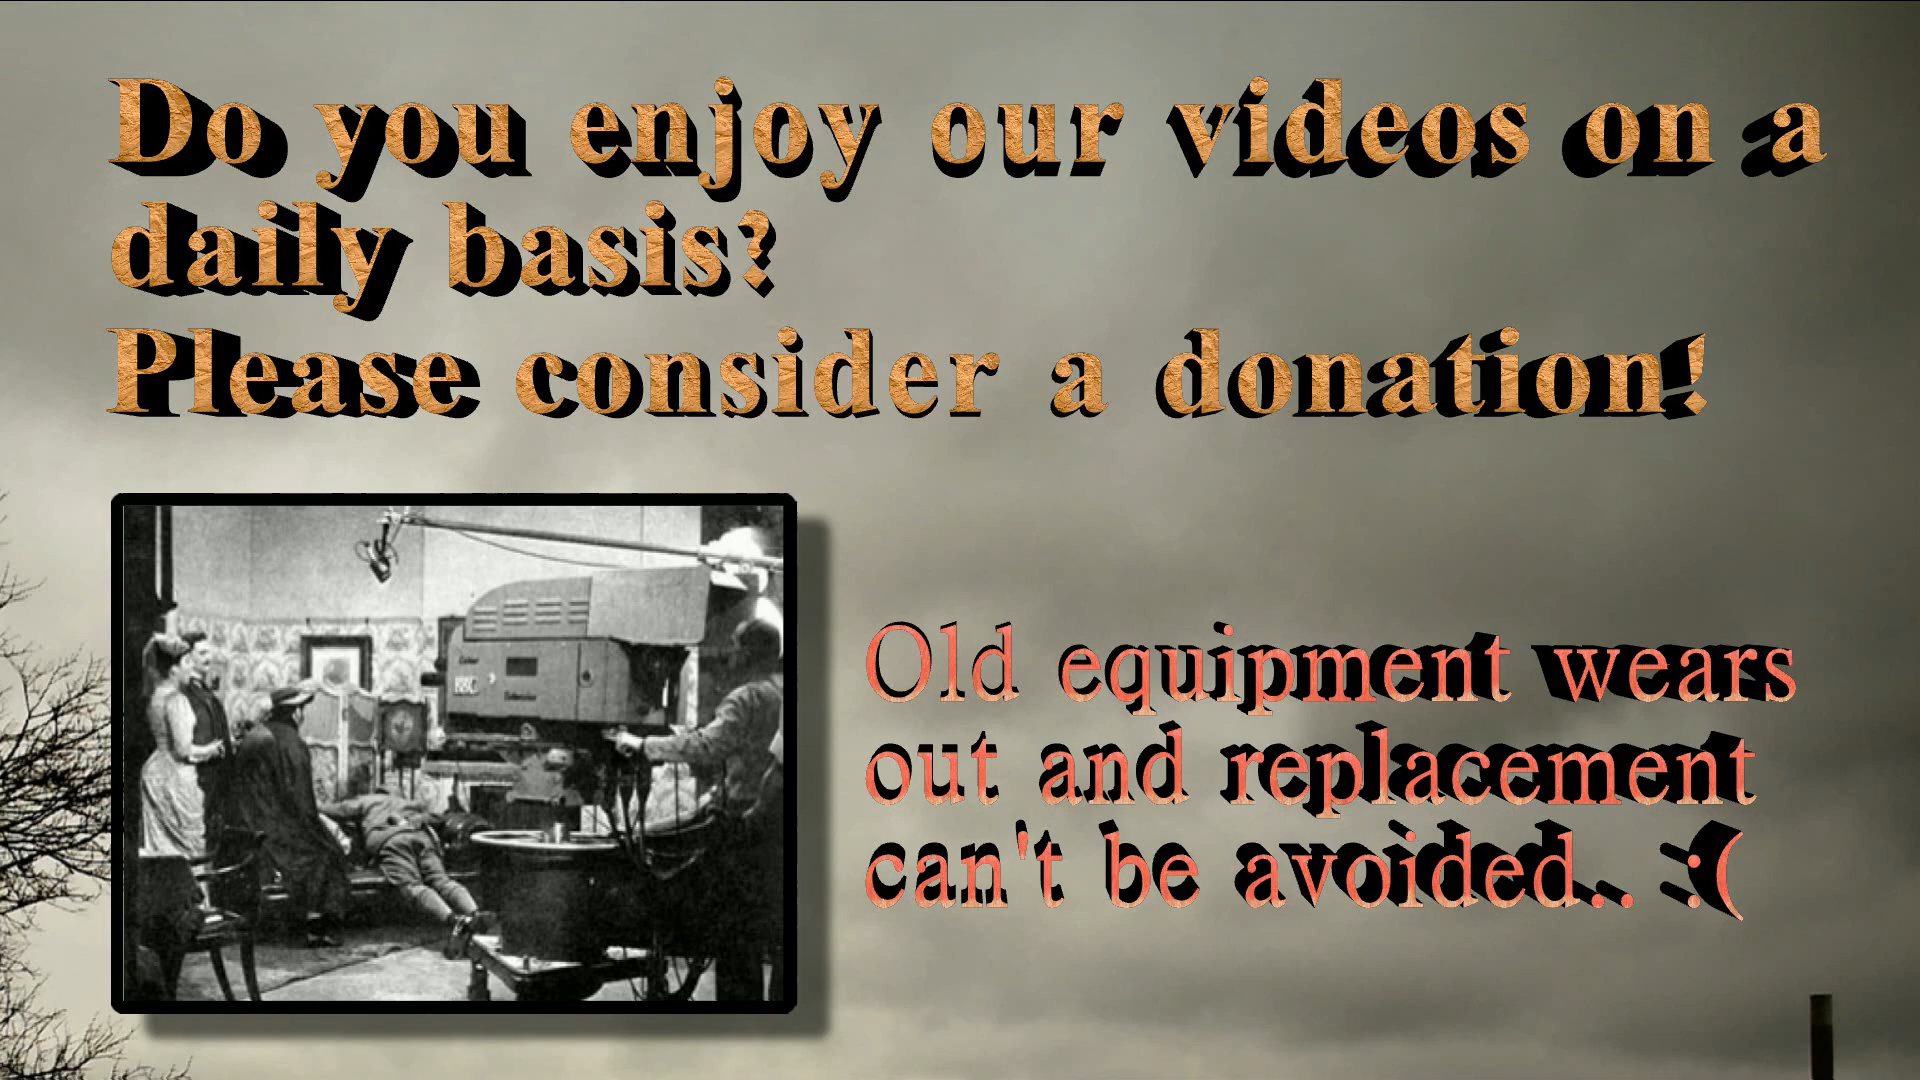 Do you enjoy our videos on a
daily basis?
Please consider a donation!
BBC
Old equipment wears
out and replacement
can't be avoided.. :(